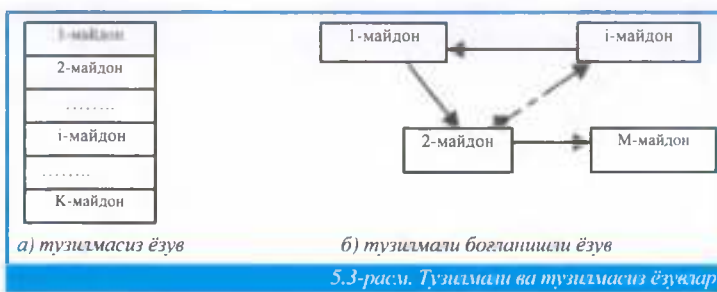 1-майдон
2-майдон
........
i-майдон
........
К-майдон
а) тузилмасиз ёзув
1-майдон
i-майдон
2-майдон
М-майдон
б) тузилмали боғланишли ёзув
5.3-расм. Тузилмали ва тузилмасиз ёзувлар